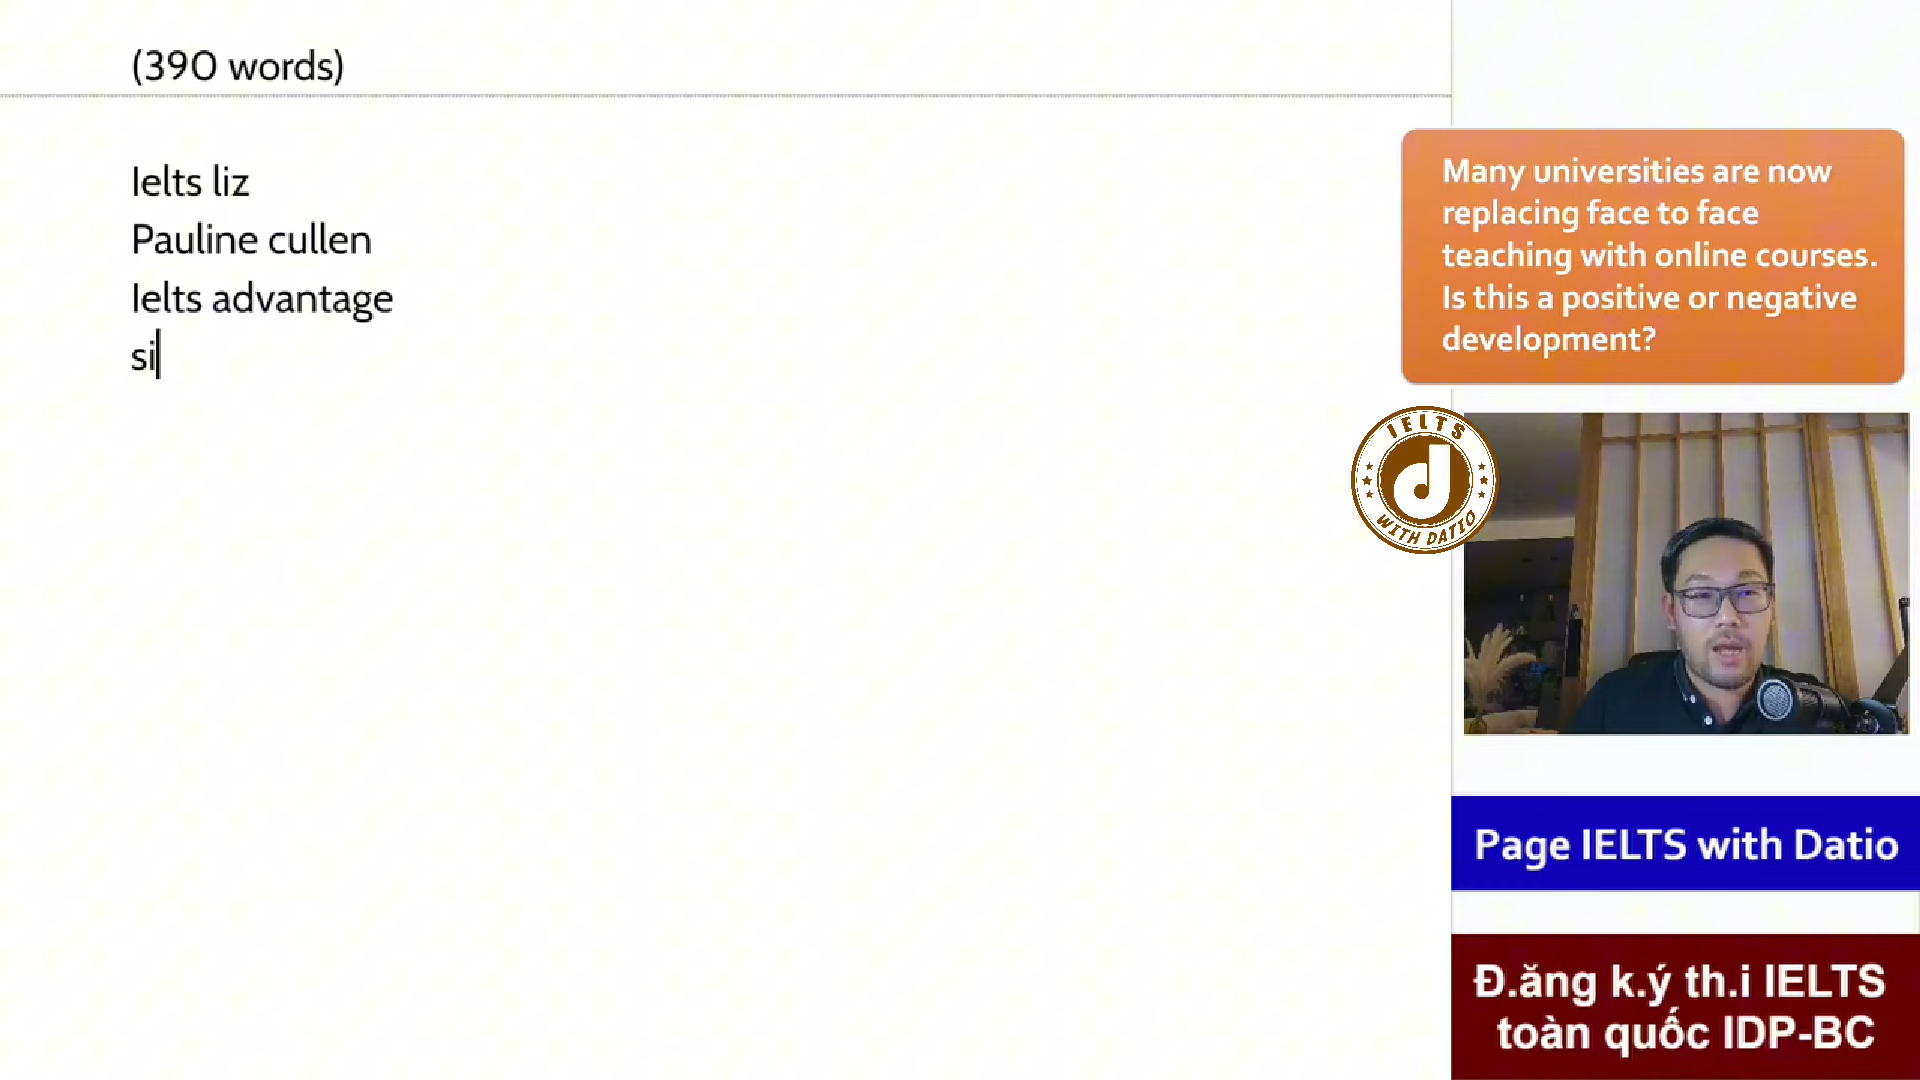 (390 words)
Ielts liz
Pauline cullen
Ielts advantage
si
Many universities are now
replacing face to face
teaching with online courses.
Is this a positive or negative
development?
IELTS
WITH DATIO
Page IELTS with Datio
Đ.ăng k.ý th.i IELTS
toàn quốc IDP-BC